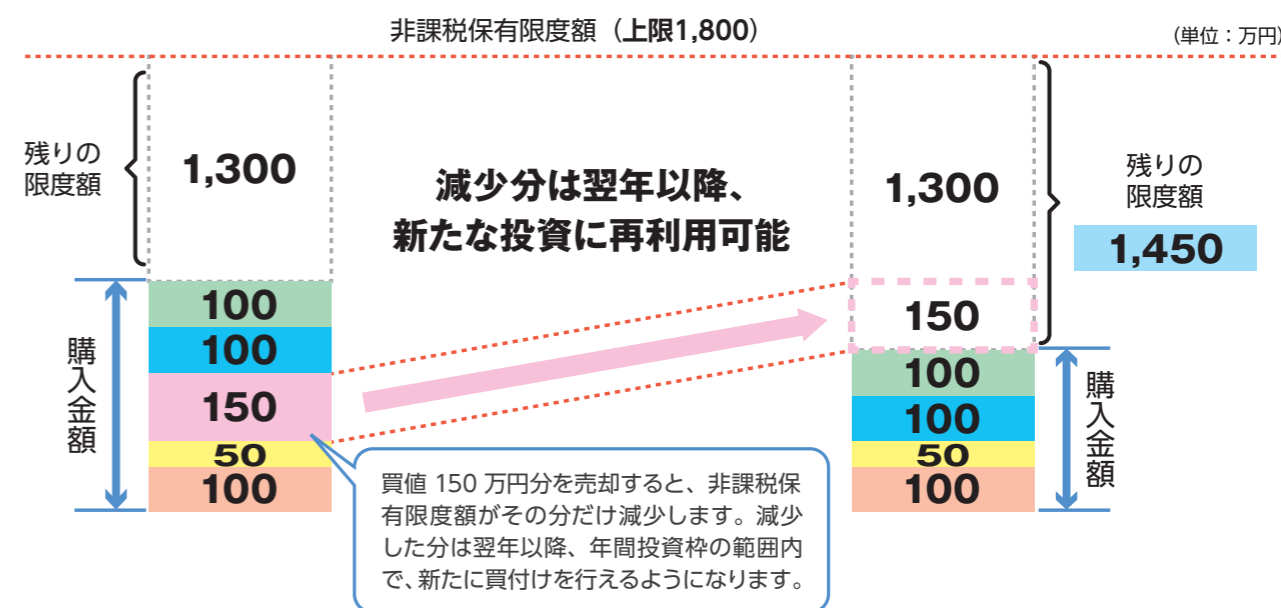 非課税保有限度額（上限1,800）
(単位：万円)
残りの
限度額
1,300
減少分は翌年以降、
新たな投資に再利用可能
1,300
残りの
限度額
1,450
購入金額
100
100
150
50
100
150
100
100
50
100
購入金額
買値 150 万円分を売却すると、非課税保
有限度額がその分だけ減少します。減少
した分は翌年以降、年間投資枠の範囲内
で、新たに買付けを行えるようになります。